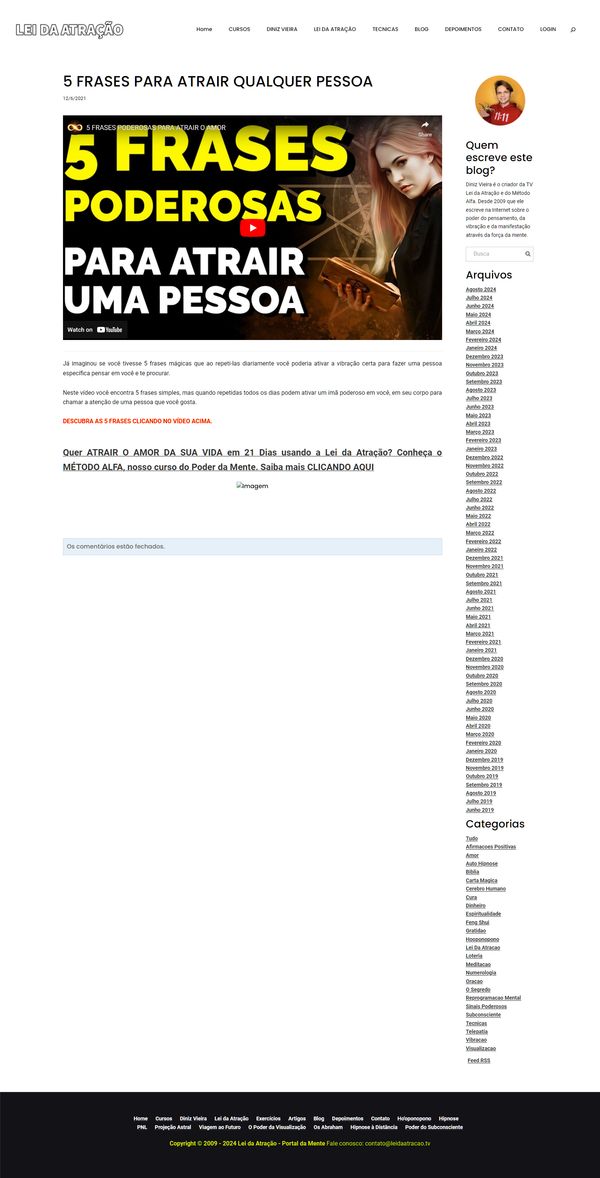 LEI DA ATRAÇÃO
Home CURSOS DINIZ VIEIRA LEI DA ATRAÇÃO TECNICAS BLOG DEPOIMENTOS CONTATO LOGIN
5 FRASES PARA ATRAIR QUALQUER PESSOA
12/6/2021
5 FRASES PODEROSAS PARA ATRAIR O AMOR
Share
5 FRASES
PODEROSAS
PARA ATRAIR
UMA PESSOA
Watch on YouTube
Já imaginou se você tivesse 5 frases mágicas que ao repeti-las diariamente você poderia ativar a vibração certa para fazer uma pessoa
específica pensar em você e te procurar.
Neste vídeo você encontra 5 frases simples, mas quando repetidas todos os dias podem ativar um imã poderoso em você, em seu corpo para
chamar a atenção de uma pessoa que você gosta.
DESCUBRA AS 5 FRASES CLICANDO NO VÍDEO ACIMA.
Quer ATRAIR O AMOR DA SUA VIDA em 21 Dias usando a Lei da Atração? Conheça o
MÉTODO ALFA, nosso curso do Poder da Mente. Saiba mais CLICANDO AQUI
Imagem
Os comentários estão fechados.
11:11
Quem
escreve este
blog?
Diniz Vieira é o criador da TV
Lei da Atração e do Método
Alfa. Desde 2009 que ele
escreve na Internet sobre o
poder do pensamento, da
vibração e da manifestação
através da força da mente.
Busca
Arquivos
Agosto 2024
Julho 2024
Junho 2024
Maio 2024
Abril 2024
Março 2024
Fevereiro 2024
Janeiro 2024
Dezembro 2023
Novembro 2023
Outubro 2023
Setembro 2023
Agosto 2023
Julho 2023
Junho 2023
Maio 2023
Abril 2023
Março 2023
Fevereiro 2023
Janeiro 2023
Dezembro 2022
Novembro 2022
Outubro 2022
Setembro 2022
Agosto 2022
Julho 2022
Junho 2022
Maio 2022
Abril 2022
Março 2022
Fevereiro 2022
Janeiro 2022
Dezembro 2021
Novembro 2021
Outubro 2021
Setembro 2021
Agosto 2021
Julho 2021
Junho 2021
Maio 2021
Abril 2021
Março 2021
Fevereiro 2021
Janeiro 2021
Dezembro 2020
Novembro 2020
Outubro 2020
Setembro 2020
Agosto 2020
Julho 2020
Junho 2020
Maio 2020
Abril 2020
Março 2020
Fevereiro 2020
Janeiro 2020
Dezembro 2019
Novembro 2019
Outubro 2019
Setembro 2019
Agosto 2019
Julho 2019
Junho 2019
Categorias
Tudo
Afirmacoes Positivas
Amor
Auto Hipnose
Biblia
Carta Magica
Cerebro Humano
Cura
Dinheiro
Espiritualidade
Feng Shui
Gratidao
Hooponopono
Lei Da Atracao
Loteria
Meditacao
Numerologia
Oracao
O Segredo
Reprogramacao Mental
Sinais Poderosos
Subconsciente
Tecnicas
Telepatia
Vibracao
Visualizacao
Feed RSS
Home Cursos Diniz Vieira Lei da Atração Exercícios Artigos Blog Depoimentos Contato Ho'oponopono Hipnose
PNL Projeção Astral Viagem ao Futuro O Poder da Visualização Os Abraham Hipnose à Distância Poder do Subconsciente
Copyright © 2009 - 2024 Lei da Atração - Portal da Mente Fale conosco: contato@leidaatracao.tv